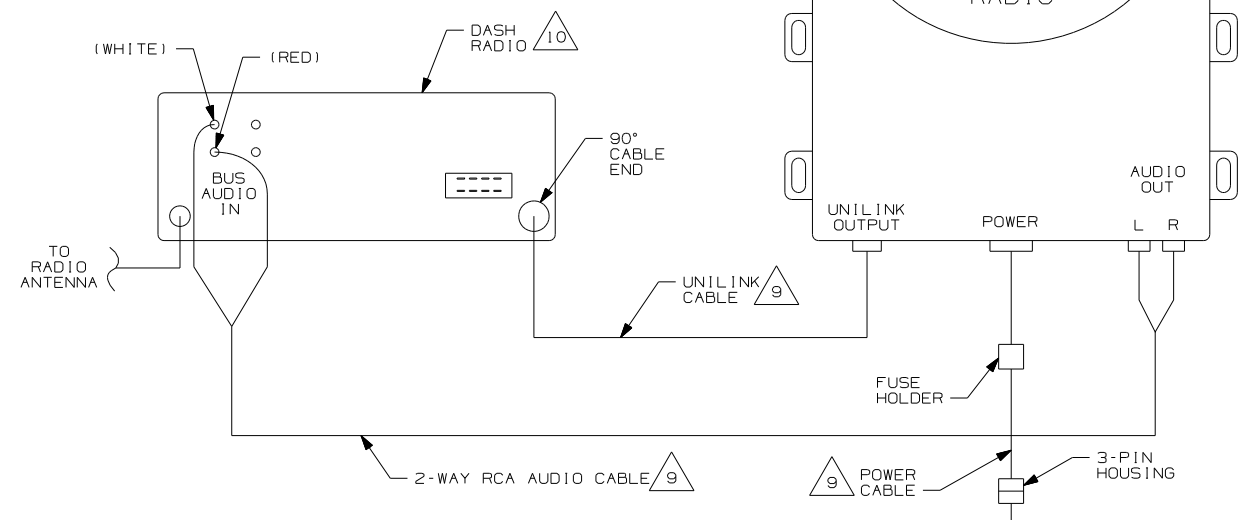 RADIO
(WHITE)
(RED)
DASH
RADIO
10
90°
CABLE
END
BUS
AUDIO
IN
AUDIO
OUT
UNILINK
OUTPUT
POWER
L R
TO
RADIO
ANTENNA
UNILINK
CABLE
9
FUSE
HOLDER
2-WAY RCA AUDIO CABLE
9
9
POWER
CABLE
3-PIN
HOUSING